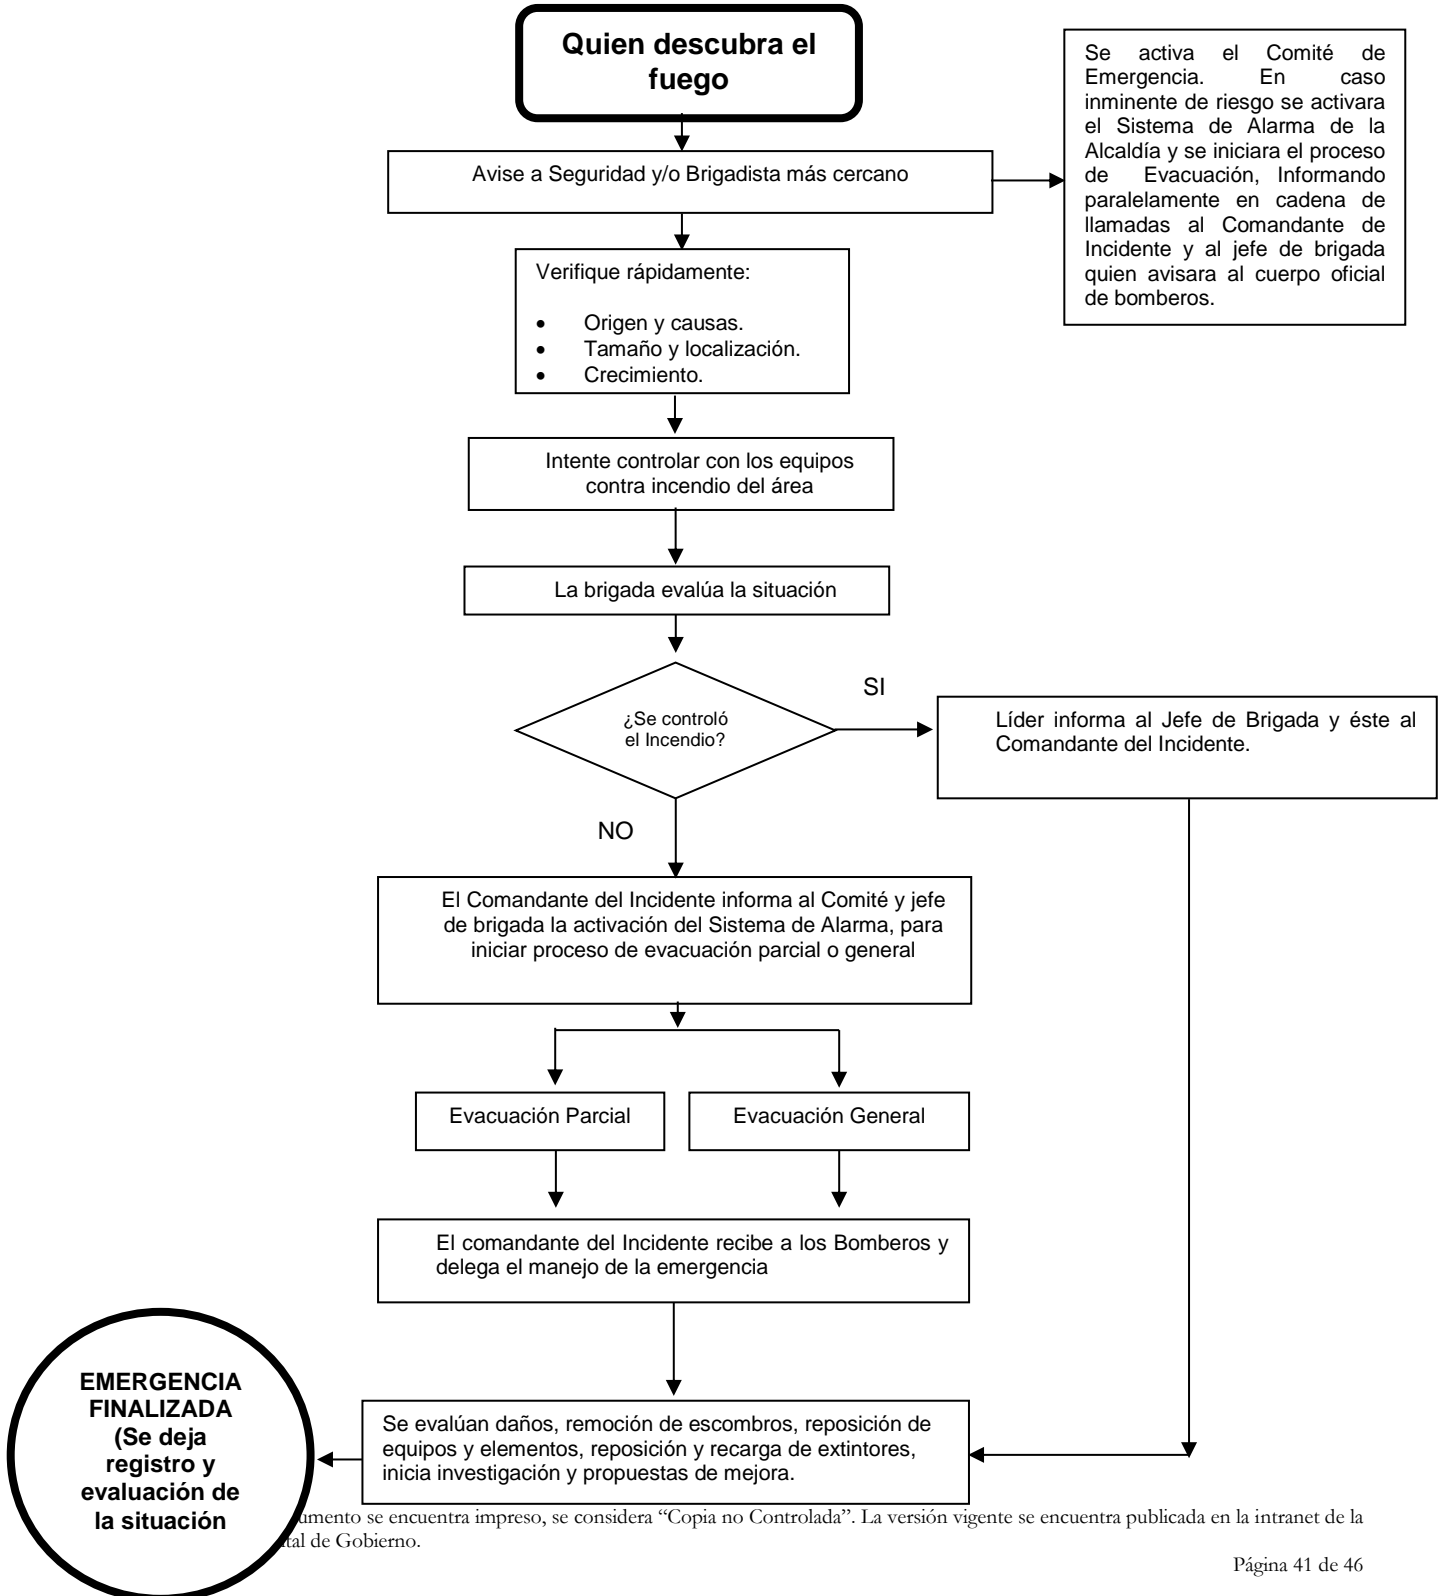 Quien descubra el
fuego
Se activa el Comité de
Emergencia. En caso
inminente de riesgo se activara
el Sistema de Alarma de la
Alcaldía y se iniciara el proceso
de Evacuación, Informando
paralelamente en cadena de
llamadas al Comandante de
Incidente y al jefe de brigada
quien avisara al cuerpo oficial
de bomberos.
Avise a Seguridad y/o Brigadista más cercano
Verifique rápidamente:
• Origen y causas.
• Tamaño y localización.
• Crecimiento.
Intente controlar con los equipos
contra incendio del área
La brigada evalúa la situación
¿Se controló
el Incendio?
SI
Líder informa al Jefe de Brigada y éste al
Comandante del Incidente.
NO
El Comandante del Incidente informa al Comité y jefe
de brigada la activación del Sistema de Alarma, para
iniciar proceso de evacuación parcial o general
Evacuación Parcial
Evacuación General
El comandante del Incidente recibe a los Bomberos y
delega el manejo de la emergencia
Se evalúan daños, remoción de escombros, reposición de
equipos y elementos, reposición y recarga de extintores,
inicia investigación y propuestas de mejora.
EMERGENCIA
FINALIZADA
(Se deja
registro y
evaluación de
la situación
se encuentra impreso, se considera “Copia no Controlada”. La versión vigente se encuentra publicada en la intranet de la
de Gobierno.
Página 41 de 46